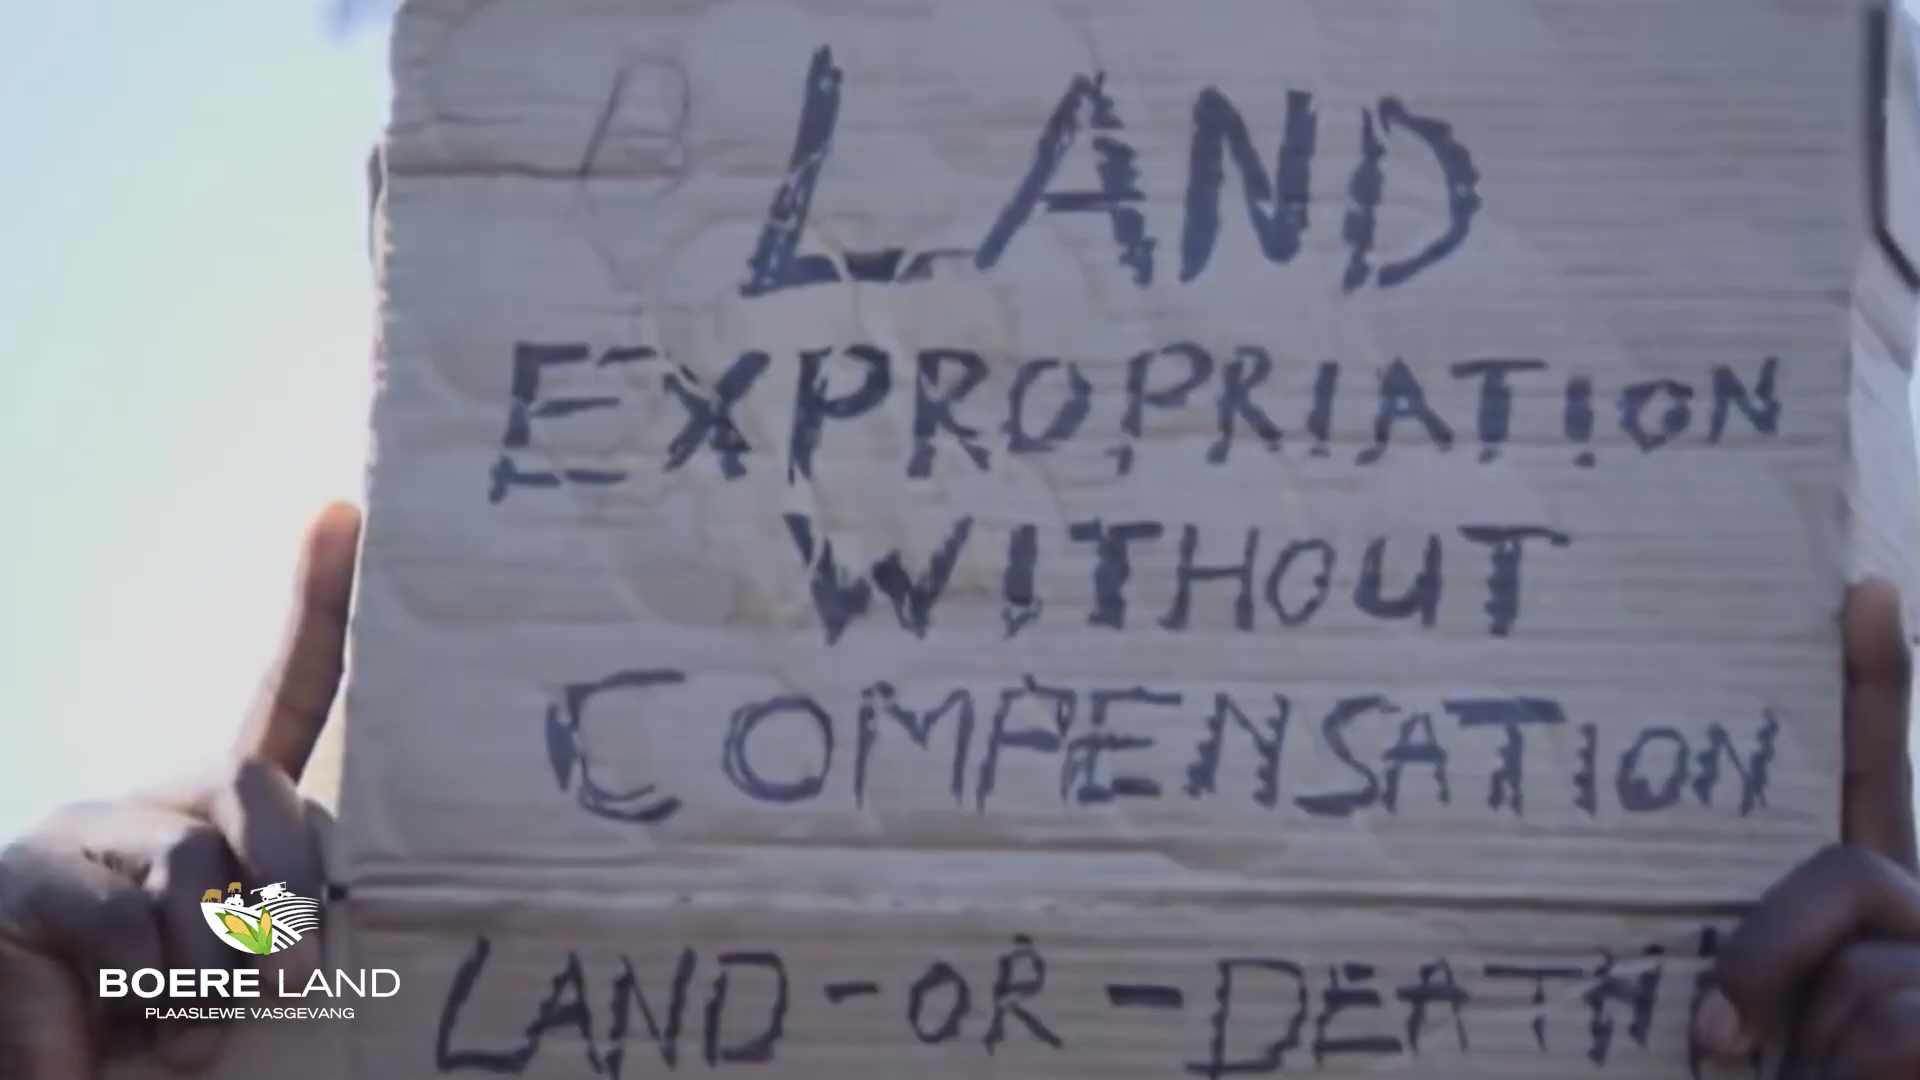 LAND
EXPROPRIATION
WITHOUT
COMPENSATION
LAND-OR-DEATH
BOERE LAND
PLAASLEWE VASGEVANG